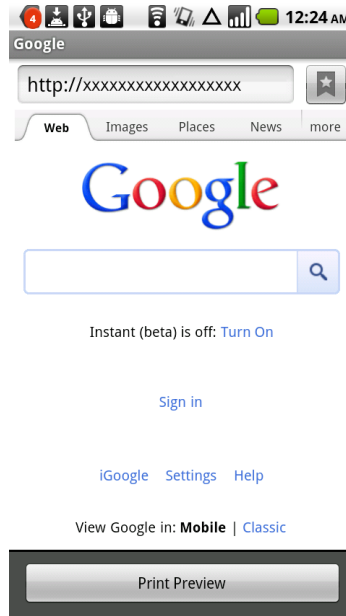 4 12:24 AM
Google
http://xxxxxxxxxxxxxxxxxx
Web Images Places News more
Google
Instant (beta) is off: Turn On
Sign in
iGoogle Settings Help
View Google in: Mobile | Classic
Print Preview